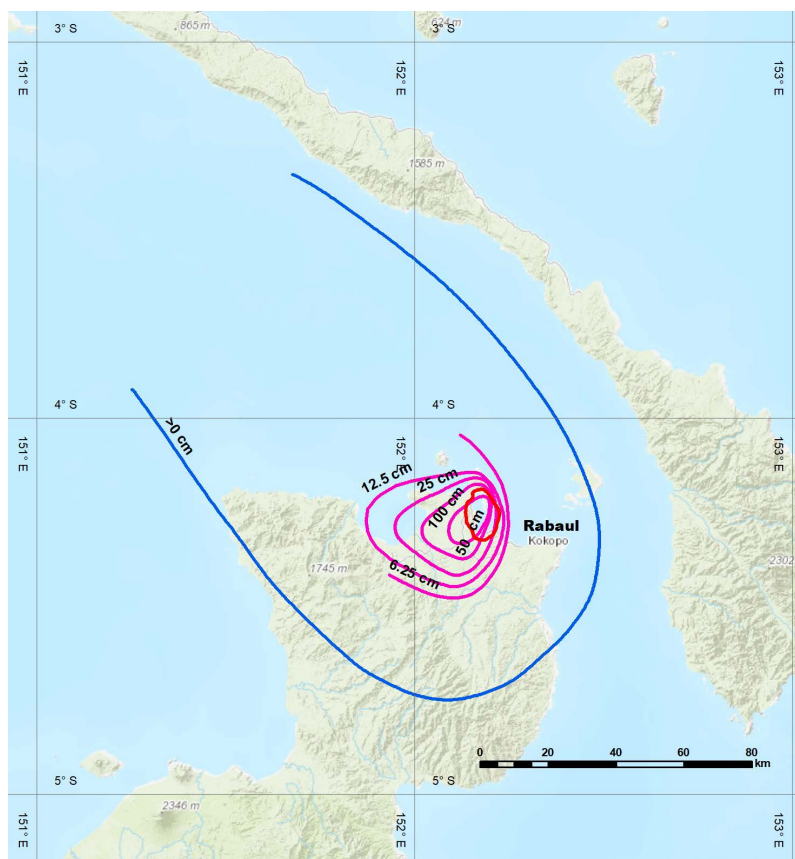 3° S
3° S
624 m
865 m
151° E
152° E
153° E
1585 m
4° S
4° S
>0 cm
151° E
152° E
153° E
12.5 cm
25 cm
100 cm
50 cm
Rabaul
Kokopo
1745 m
6.25 cm
2302
0 20 40 60 80
km
5° S
5° S
2346 m
151° E
152° E
153° E